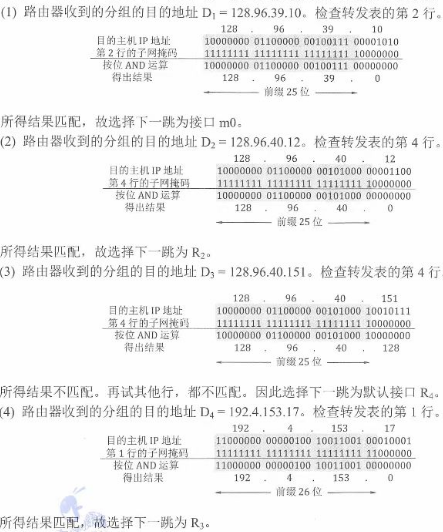 (1) 路由器收到的分组的目的地址 D₁ = 128.96.39.10。检查转发表的第 2 行。
128 . 96 . 39 . 10
目的主机 IP 地址 10000000 01100000 00100111 00001010
第 2 行的子网掩码 11111111 11111111 11111111 10000000
按位 AND 运算 10000000 01100000 00100111 00000000
得出结果 128 . 96 . 39 . 0
前缀 25 位
所得结果匹配，故选择下一跳为接口 m0。
(2) 路由器收到的分组的目的地址 D₂ = 128.96.40.12。检查转发表的第 4 行。
128 . 96 . 40 . 12
目的主机 IP 地址 10000000 01100000 00101000 00001100
第 4 行的子网掩码 11111111 11111111 11111111 10000000
按位 AND 运算 10000000 01100000 00101000 00000000
得出结果 128 . 96 . 40 . 0
前缀 25 位
所得结果匹配，故选择下一跳为 R₂。
(3) 路由器收到的分组的目的地址 D₃ = 128.96.40.151。检查转发表的第 4 行
128 . 96 . 40 . 151
目的主机 IP 地址 10000000 01100000 00101000 10010111
第 4 行的子网掩码 11111111 11111111 11111111 10000000
按位 AND 运算 10000000 01100000 00101000 10000000
得出结果 128 . 96 . 40 . 128
前缀 25 位
所得结果不匹配。再试其他行，都不匹配。因此选择下一跳为默认接口 R₄。
(4) 路由器收到的分组的目的地址 D₄ = 192.4.153.17。检查转发表的第 1 行。
192 . 4 . 153 . 17
目的主机 IP 地址 11000000 00000100 10011001 00010001
第 1 行的子网掩码 11111111 11111111 11111111 11000000
按位 AND 运算 11000000 00000100 10011001 00000000
得出结果 192 . 4 . 153 . 0
前缀 26 位
所得结果匹配，故选择下一跳为 R₃。